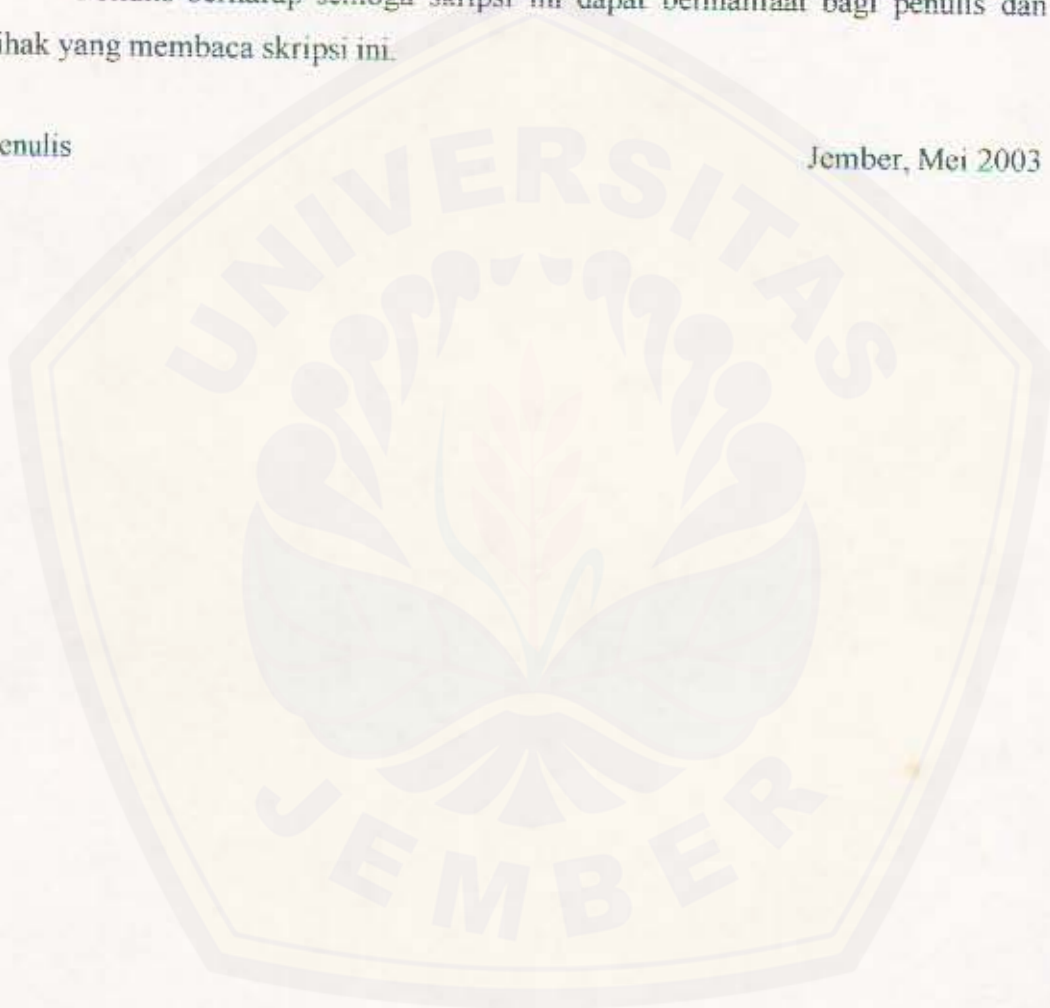 berharap semoga skripsi ini dapat bermanfaat bagi penulis dan
ihak yang membaca skripsi ini.
enulis
Jember, Mei 2003
UNIVERSITAS
JEMBER